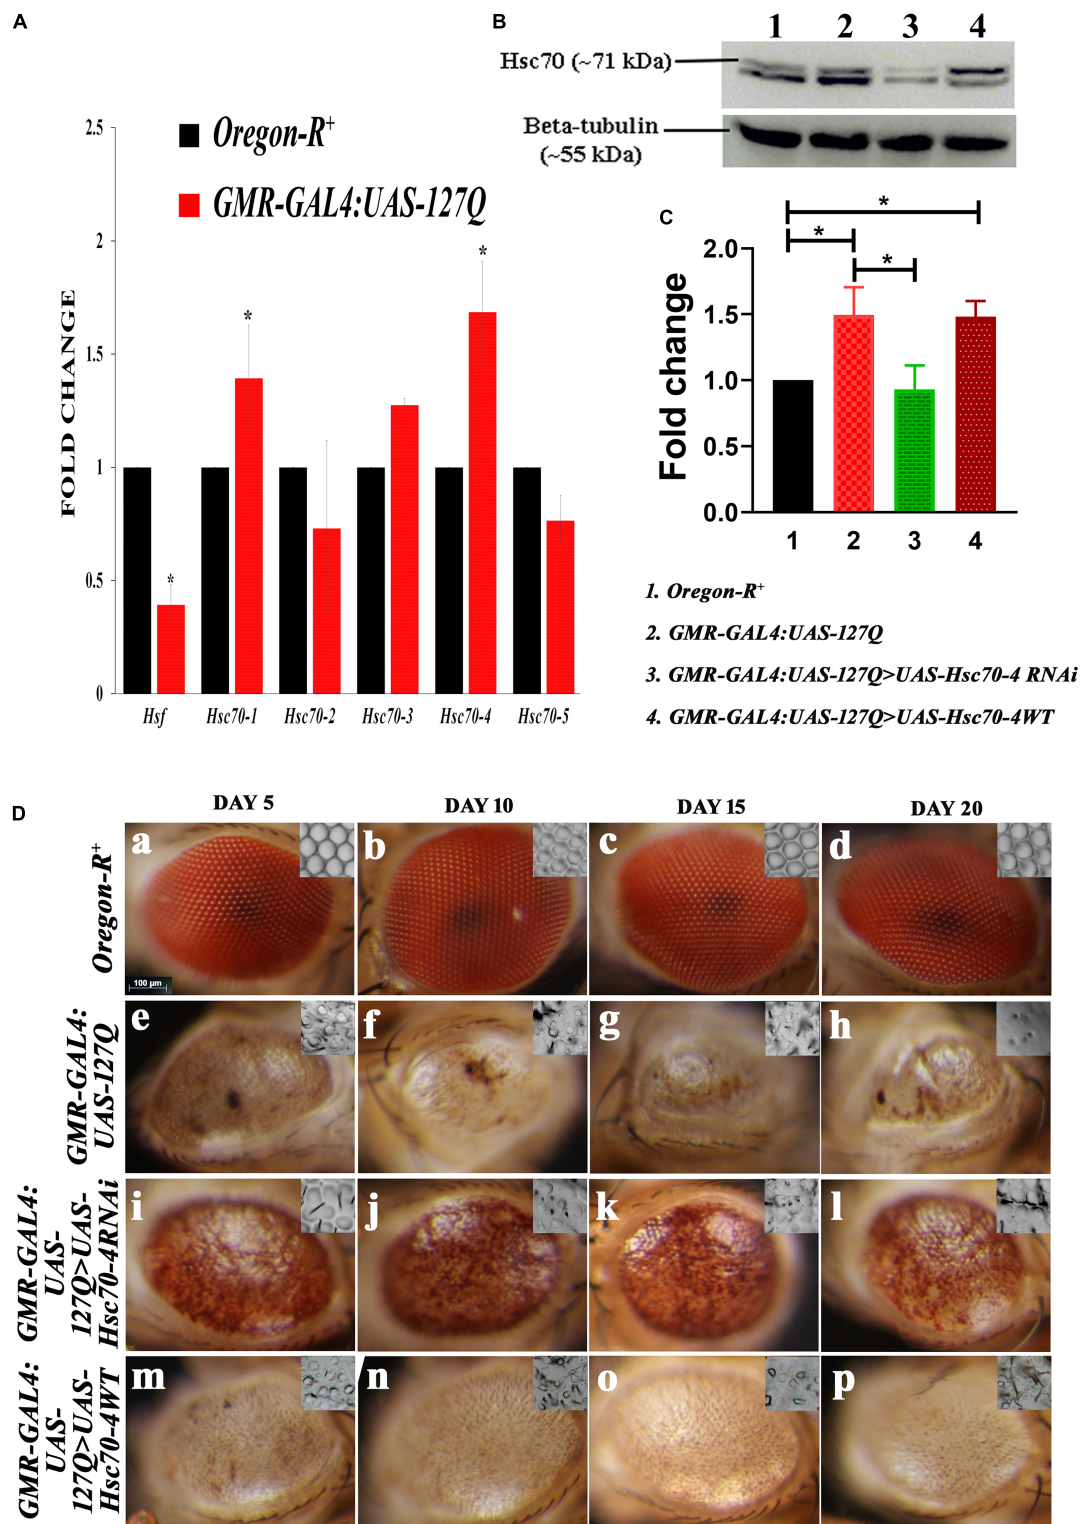 A
2.5
2
1.5
1
0.5
0
FOLD CHANGE
Oregon-R+
GMR-GAL4:UAS-127Q
*
*
*
Hsf Hsc70-1 Hsc70-2 Hsc70-3 Hsc70-4 Hsc70-5
B
1 2 3 4
Hsc70 (~71 kDa)
Beta-tubulin
(~55 kDa)
C
*
*
*
2.0
1.5
1.0
0.5
0.0
Fold change
1 2 3 4
1. Oregon-R+
2. GMR-GAL4:UAS-127Q
3. GMR-GAL4:UAS-127Q>UAS-Hsc70-4 RNAi
4. GMR-GAL4:UAS-127Q>UAS-Hsc70-4WT
D
DAY 5 DAY 10 DAY 15 DAY 20
Oregon-R+
a b c d
100 µm
GMR-GAL4:
UAS-127Q
e f g h
GMR-GAL4:
UAS-
127Q>UAS-
Hsc70-4RNAi
i j k l
GMR-GAL4:
UAS-
127Q>UAS-
Hsc70-4WT
m n o p